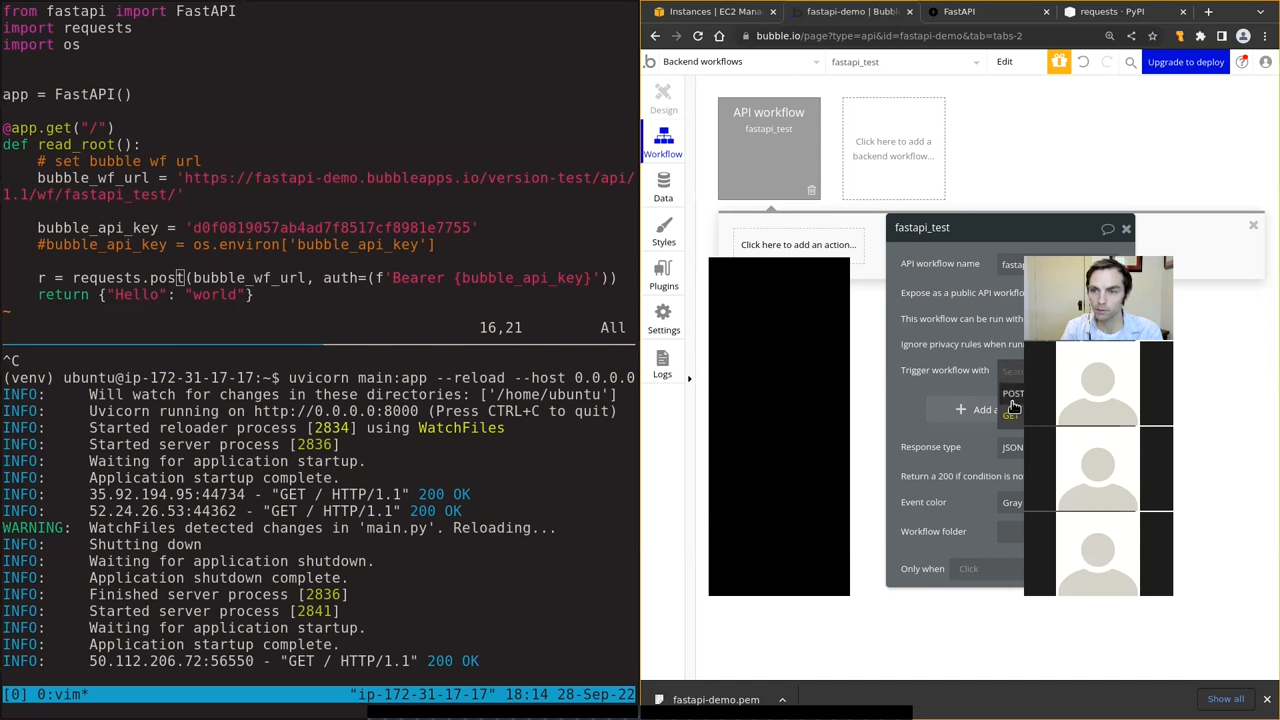 from fastapi import FastAPI
import requests
import os
app = FastAPI()
@app.get("/")
def read_root():
# set bubble wf url
bubble_wf_url = 'https://fastapi-demo.bubbleapps.io/version-test/api/
1.1/wf/fastapi_test/'
bubble_api_key = 'd0f0819057ab4ad7f8517cf8981e7755'
#bubble_api_key = os.environ['bubble_api_key']
r = requests.post(bubble_wf_url, auth=(f'Bearer {bubble_api_key}'))
return {"Hello": "world"}
~
16,21 All
^C
(venv) ubuntu@ip-172-31-17-17:~$ uvicorn main:app --reload --host 0.0.0.0
INFO: Will watch for changes in these directories: ['/home/ubuntu']
INFO: Uvicorn running on http://0.0.0.0:8000 (Press CTRL+C to quit)
INFO: Started reloader process [2834] using WatchFiles
INFO: Started server process [2836]
INFO: Waiting for application startup.
INFO: Application startup complete.
INFO: 35.92.194.95:44734 - "GET / HTTP/1.1" 200 OK
INFO: 52.24.26.53:44362 - "GET / HTTP/1.1" 200 OK
WARNING: WatchFiles detected changes in 'main.py'. Reloading...
INFO: Shutting down
INFO: Waiting for application shutdown.
INFO: Application shutdown complete.
INFO: Finished server process [2836]
INFO: Started server process [2841]
INFO: Waiting for application startup.
INFO: Application startup complete.
INFO: 50.112.206.72:56550 - "GET / HTTP/1.1" 200 OK
[0] 0:vim* "ip-172-31-17-17" 18:14 28-Sep-22
Instances | EC2 Mana
fastapi-demo | Bubbl
FastAPI
requests · PyPI
bubble.io/page?type=api&id=fastapi-demo&tab=tabs-2
Backend workflows
fastapi_test
Edit
Upgrade to deploy
Design
Workflow
Data
Styles
Plugins
Settings
Logs
API workflow
fastapi_test
Click here to add a
backend workflow...
Click here to add an action...
fastapi_test
API workflow name
Expose as a public API workflo
This workflow can be run with
Ignore privacy rules when run
Trigger workflow with
POST
GET
Add a
Response type JSON
Return a 200 if condition is no
Event color Gray
Workflow folder
Only when Click
fastapi-demo.pem
Show all